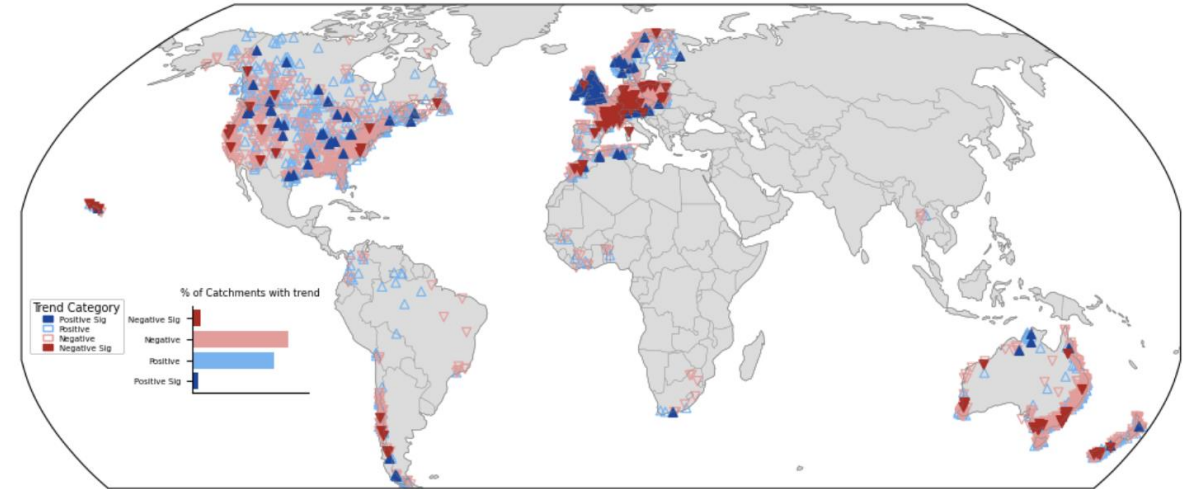 % of Catchments with trend
Trend Category
Positive Sig
Positive
Negative
Negative Sig
Negative Sig
Negative
Positive
Positive Sig